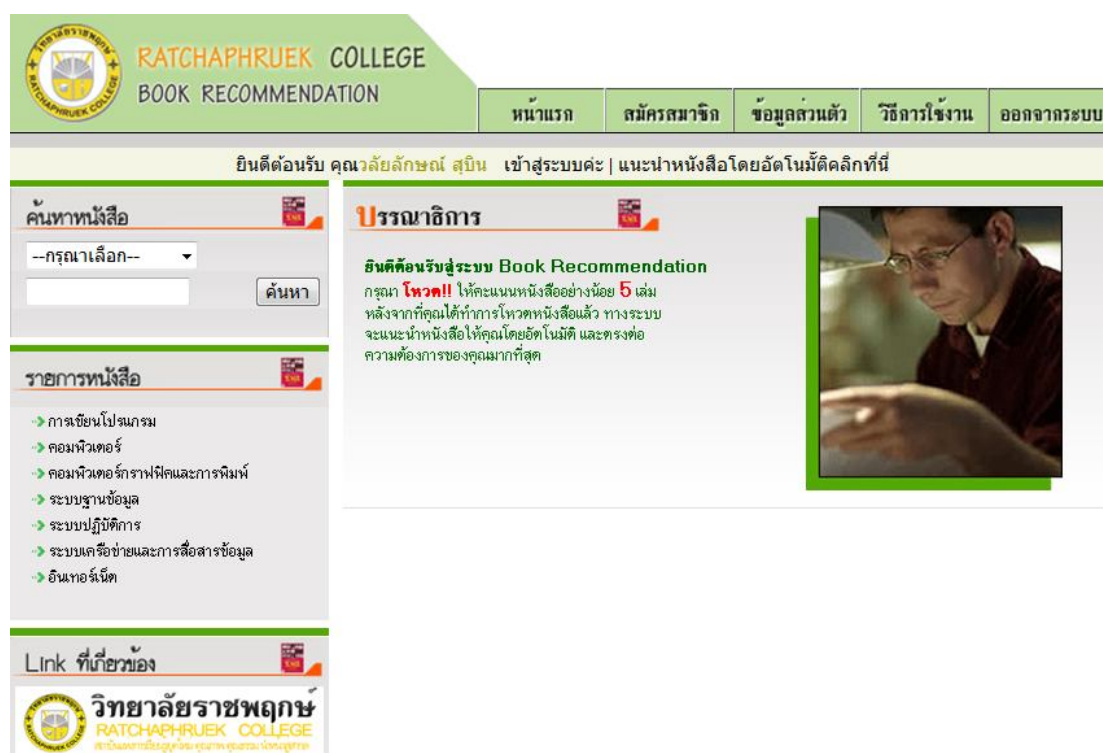 วิทยาลัยราชพฤกษ์
RATCHAPHRUEK COLLEGE
RATCHAPHRUEK COLLEGE
BOOK RECOMMENDATION
หน้าแรก
สมัครสมาชิก
ข้อมูลส่วนตัว
วิธีการใช้งาน
ออกจากระบบ
ยินดีต้อนรับ คุณวลัยลักษณ์ สุบิน เข้าสู่ระบบค่ะ | แนะนำหนังสือโดยอัตโนมั้ติคลิกที่นี่
ค้นหาหนังสือ
--กรุณาเลือก--
ค้นหา
รายการหนังสือ
การเขียนโปรแกรม
คอมพิวเตอร์
คอมพิวเตอร์กราฟฟิคและการพิมพ์
ระบบฐานข้อมูล
ระบบปฏิบัติการ
ระบบเครือข่ายและการสื่อสารข้อมูล
อินเทอร์เน็ต
Link ที่เกี่ยวข้อง
วิทยาลัยราชพฤกษ์
RATCHAPHRUEK COLLEGE
บรรณาธิการ
ยินดีต้อนรับสู่ระบบ Book Recommendation
กรุณา โหวต!! ให้คะแนนหนังสืออย่างน้อย 5 เล่ม
หลังจากที่คุณได้ทำการโหวตหนังสือแล้ว ทางระบบ
จะแนะนำหนังสือให้คุณโดยอัตโนมัติ และตรงต่อ
ความต้องการของคุณมากที่สุด